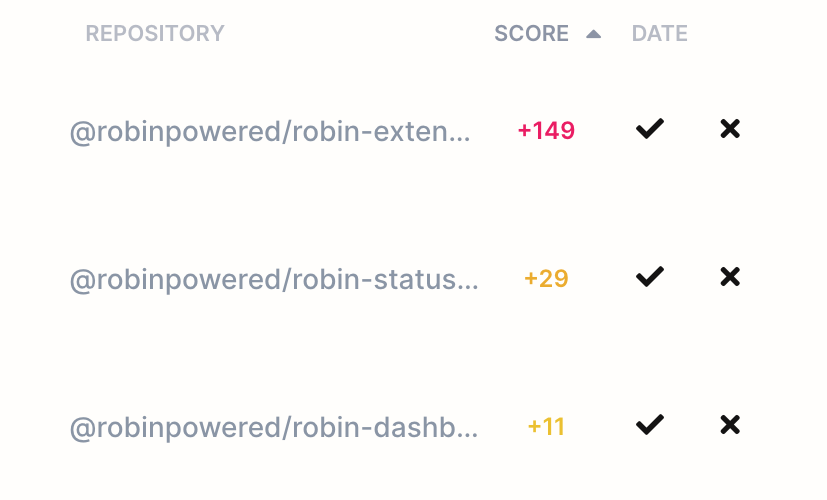 REPOSITORY SCORE DATE
@robinpowered/robin-exten... +149
@robinpowered/robin-status... +29
@robinpowered/robin-dashb... +11